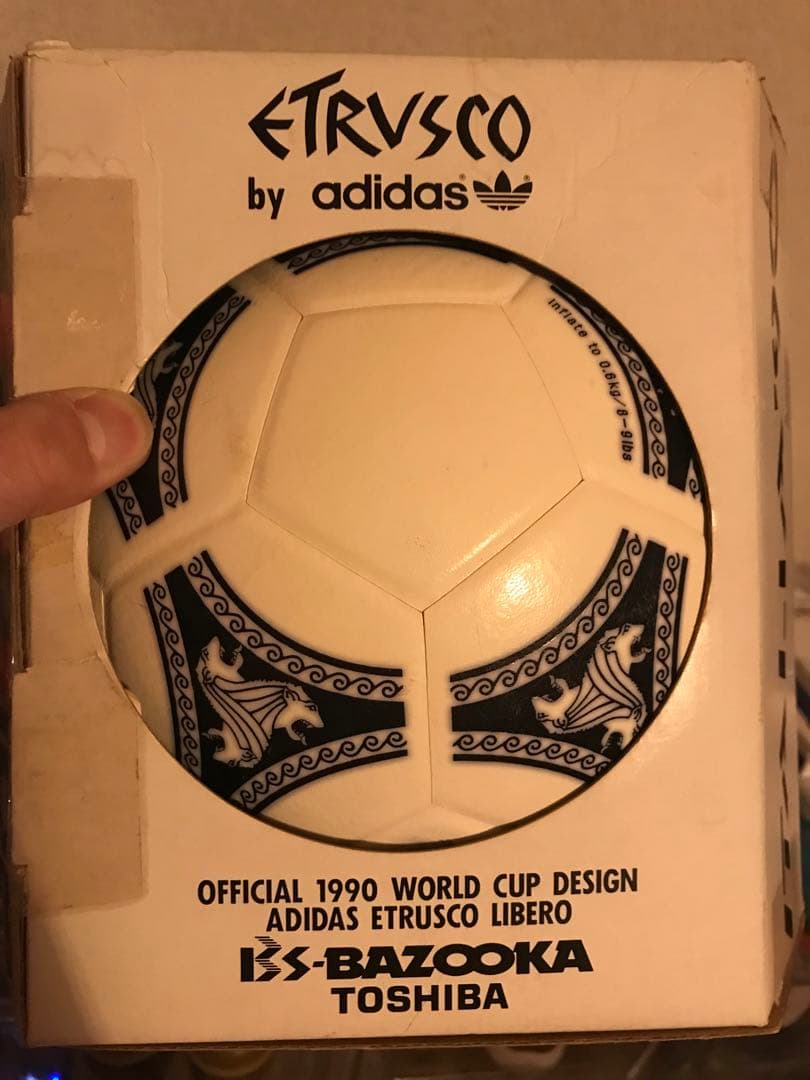 ETRUSCO
by adidas
inflate to 0.6kg/8-9lbs
OFFICIAL 1990 WORLD CUP DESIGN
ADIDAS ETRUSCO LIBERO
BS-BAZOOKA
TOSHIBA